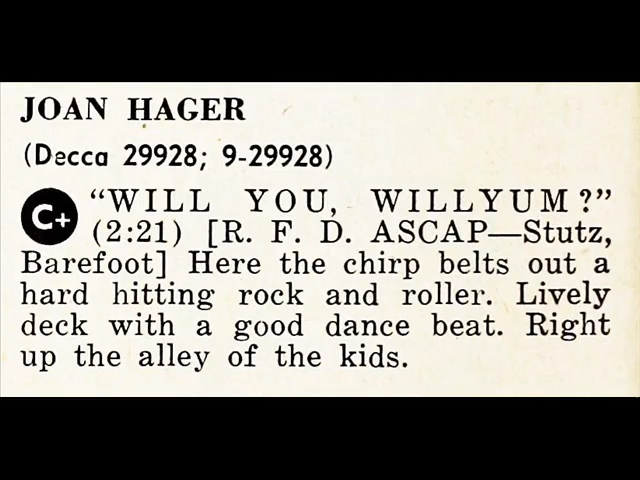 JOAN HAGER
(Decca 29928; 9-29928)
C+ "WILL YOU, WILLYUM?"
(2:21) [R. F. D. ASCAP—Stutz,
Barefoot] Here the chirp belts out a
hard hitting rock and roller. Lively
deck with a good dance beat. Right
up the alley of the kids.